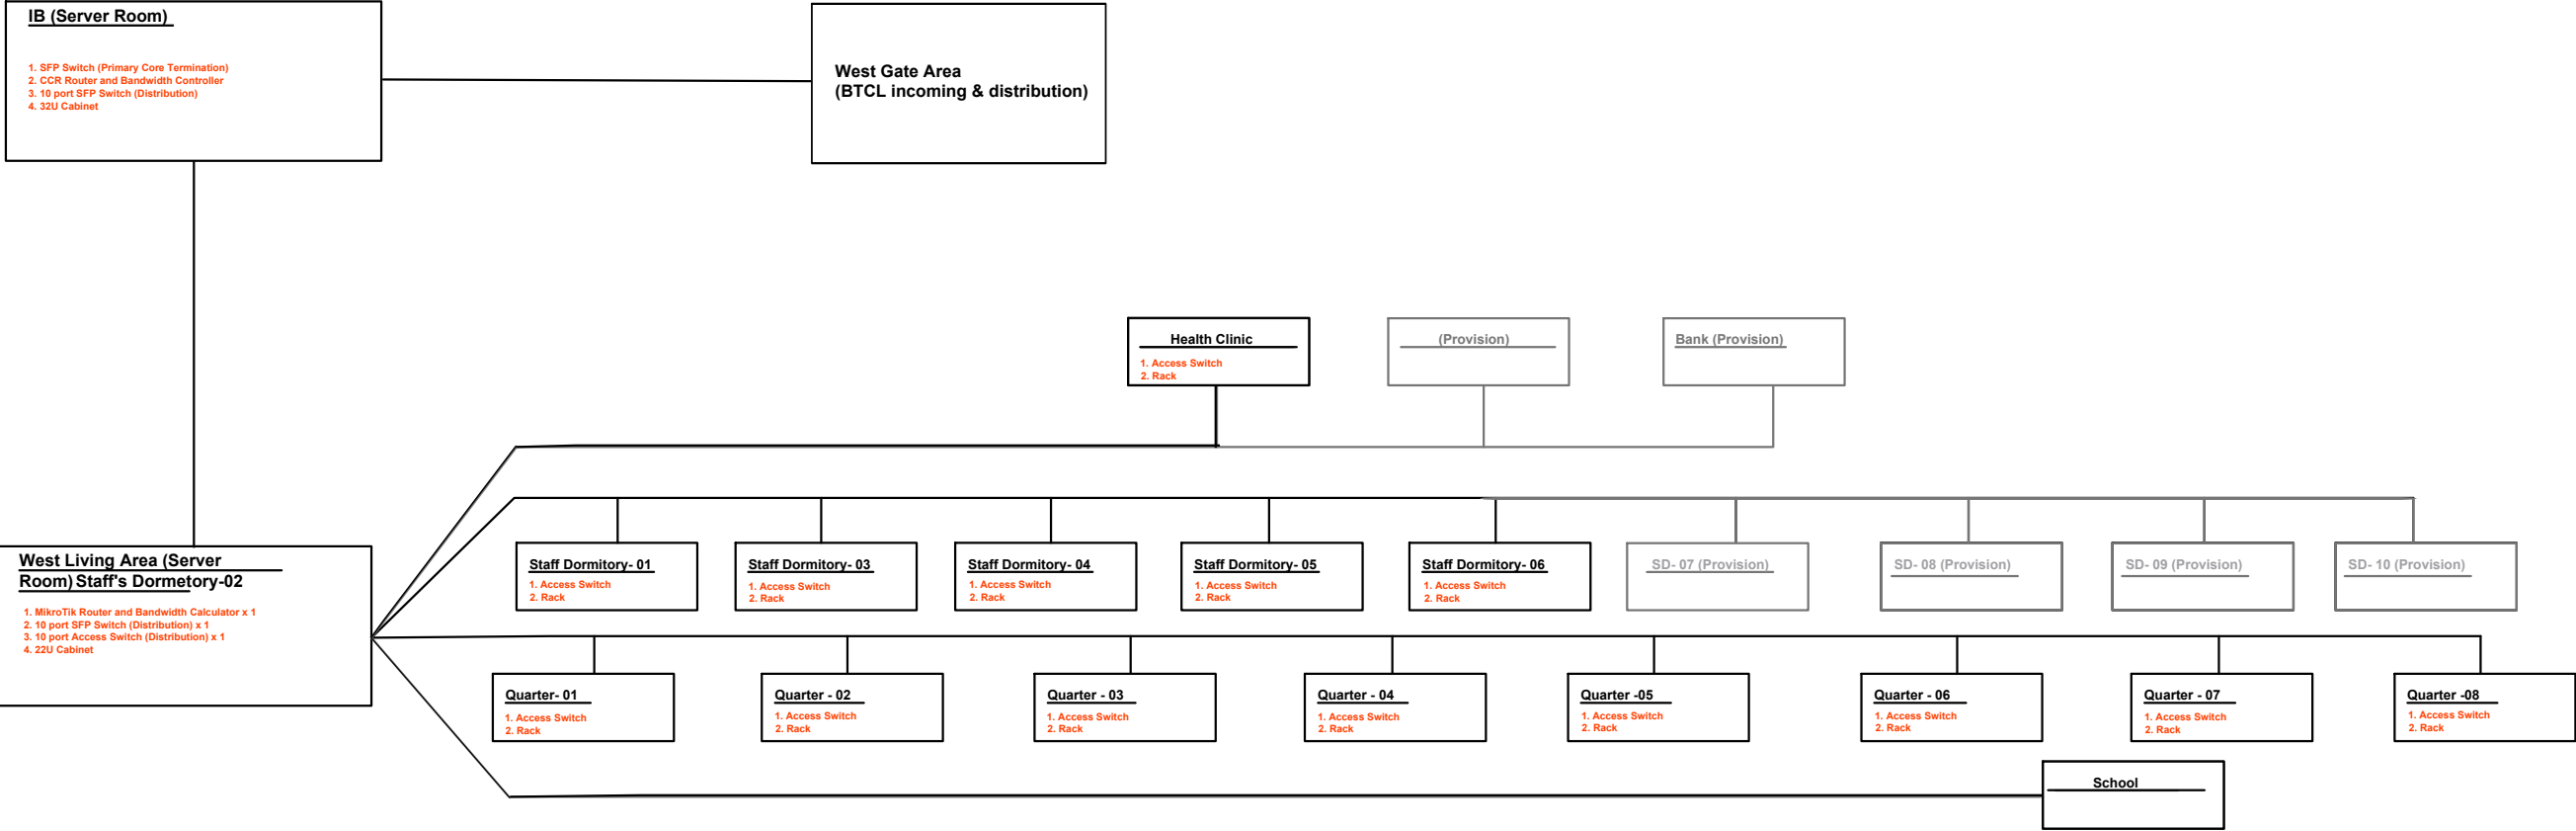 IB (Server Room)
1. SFP Switch (Primary Core Termination)
2. CCR Router and Bandwidth Controller
3. 10 port SFP Switch (Distribution)
4. 32U Cabinet
West Gate Area
(BTCL incoming & distribution)
Health Clinic
1. Access Switch
2. Rack
(Provision)
Bank (Provision)
West Living Area (Server
Room) Staff's Dormetory-02
1. MikroTik Router and Bandwidth Calculator x 1
2. 10 port SFP Switch (Distribution) x 1
3. 10 port Access Switch (Distribution) x 1
4. 22U Cabinet
Staff Dormitory- 01
1. Access Switch
2. Rack
Staff Dormitory- 03
1. Access Switch
2. Rack
Staff Dormitory- 04
1. Access Switch
2. Rack
Staff Dormitory- 05
1. Access Switch
2. Rack
Staff Dormitory- 06
1. Access Switch
2. Rack
SD- 07 (Provision)
SD- 08 (Provision)
SD- 09 (Provision)
SD- 10 (Provision)
Quarter- 01
1. Access Switch
2. Rack
Quarter - 02
1. Access Switch
2. Rack
Quarter - 03
1. Access Switch
2. Rack
Quarter - 04
1. Access Switch
2. Rack
Quarter -05
1. Access Switch
2. Rack
Quarter - 06
1. Access Switch
2. Rack
Quarter - 07
1. Access Switch
2. Rack
Quarter -08
1. Access Switch
2. Rack
School